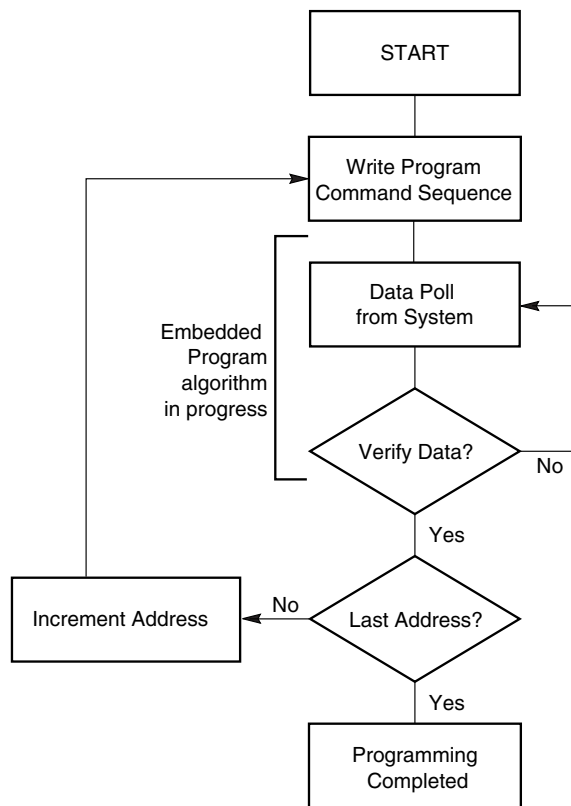 START
Write Program
Command Sequence
Data Poll
from System
Embedded
Program
algorithm
in progress
Verify Data?
No
Yes
Last Address?
No
Increment Address
Yes
Programming
Completed